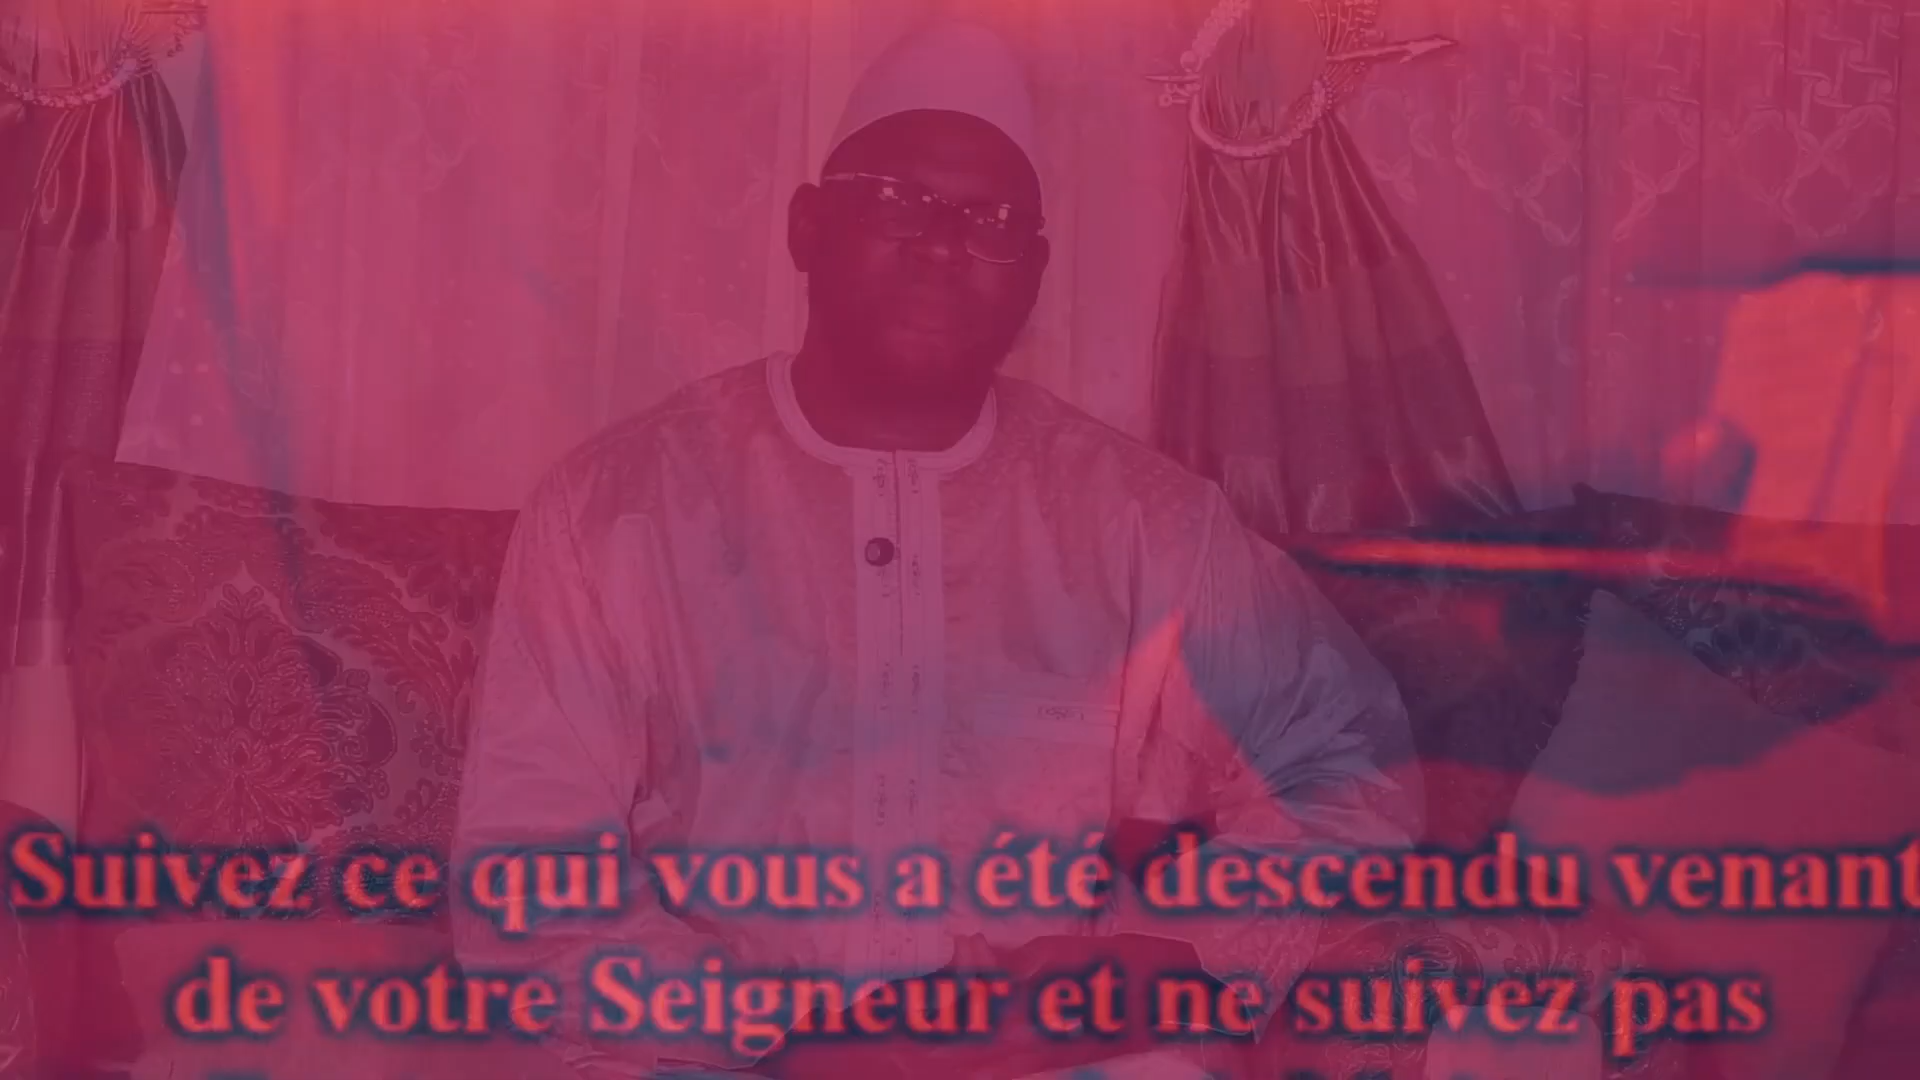 Suivez ce qui vous a été descendu venant
de votre Seigneur et ne suivez pas